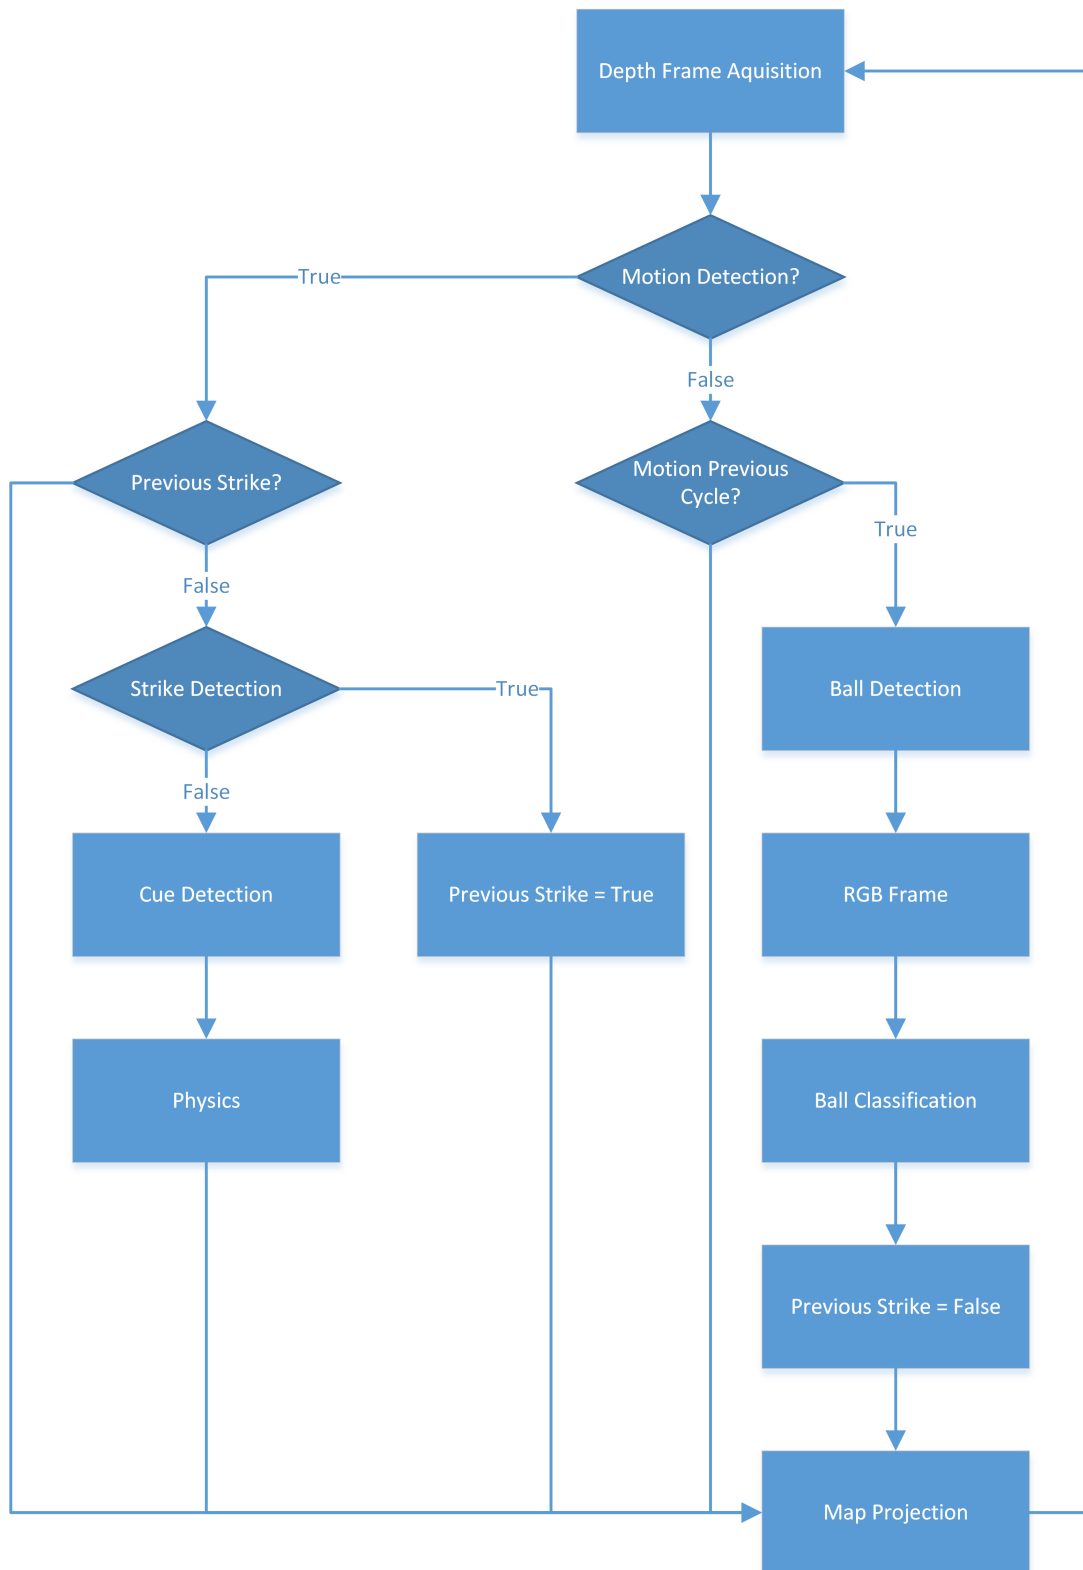 Depth Frame Aquisition
Motion Detection?
True
False
Previous Strike?
Motion Previous
Cycle?
True
False
Strike Detection
True
Ball Detection
False
Cue Detection
Previous Strike = True
RGB Frame
Physics
Ball Classification
Previous Strike = False
Map Projection